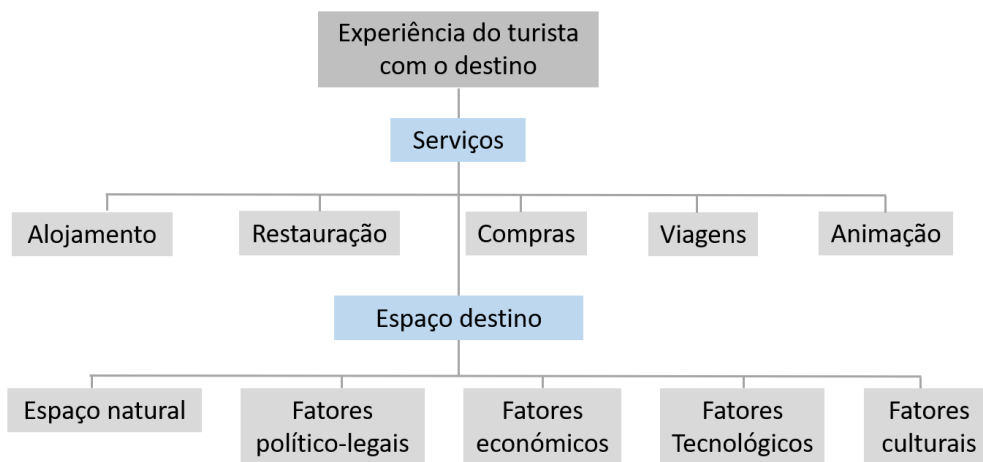 Experiência do turista
com o destino
Serviços
Alojamento
Restauração
Compras
Viagens
Animação
Espaço destino
Espaço natural
Fatores
político-legais
Fatores
económicos
Fatores
Tecnológicos
Fatores
culturais